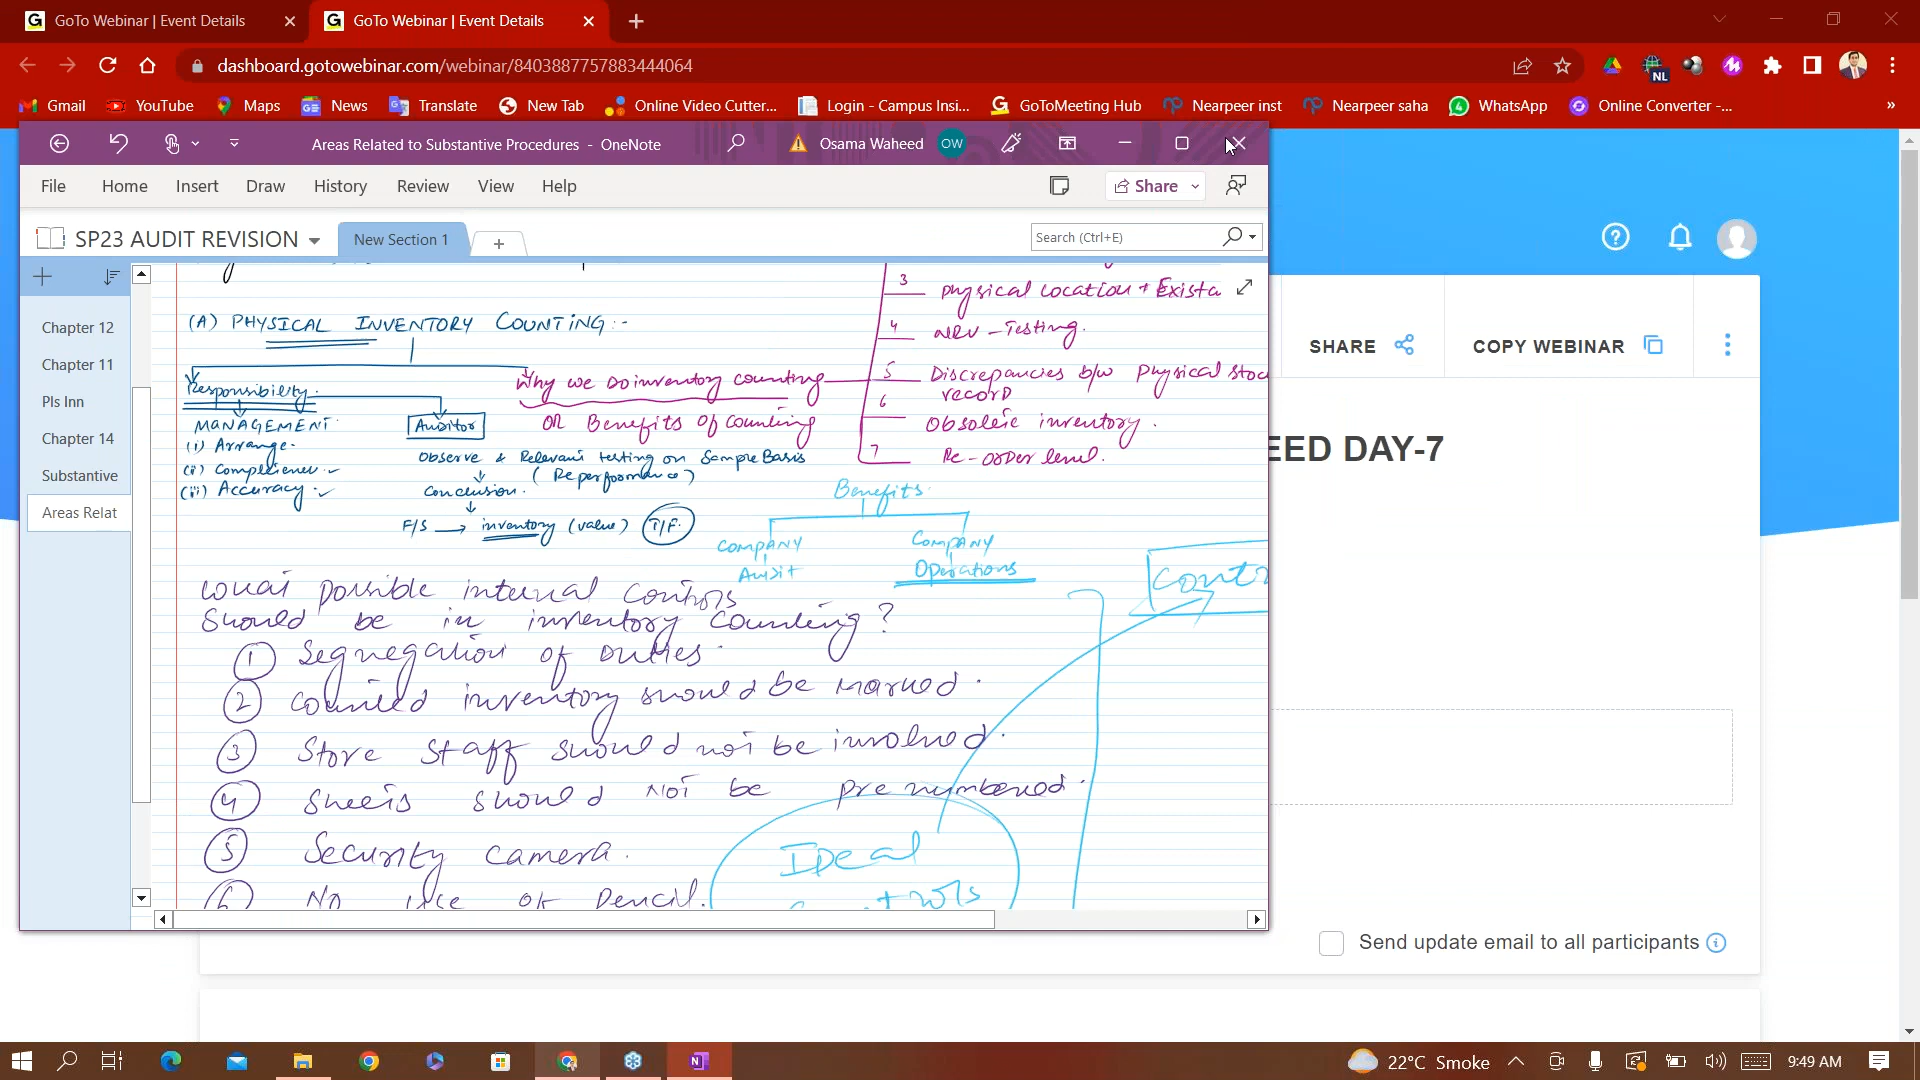 GoTo Webinar | Event Details
GoTo Webinar | Event Details
dashboard.gotowebinar.com/webinar/8403887757883444064
NL
Gmail
YouTube
Maps
News
Translate
New Tab
Online Video Cutter...
Login - Campus Insi...
GoToMeeting Hub
Nearpeer inst
Nearpeer saha
WhatsApp
Online Converter -...
Areas Related to Substantive Procedures - OneNote
Osama Waheed
OW
File
Home
Insert
Draw
History
Review
View
Help
Share
SP23 AUDIT REVISION
New Section 1
Search (Ctrl+E)
Chapter 12
Chapter 11
Pls Inn
Chapter 14
Substantive
Areas Relat
(A) PHYSICAL INVENTORY COUNTING :-
Responsibility.
MANAGEMENT
(i) Arrange.
(ii)
(iii) Accuracy.
Auditor
Observe & Relevant testing on Sample Basis
(Reperformance)
Conclusion.
F/S → inventory (value) T/F.
Why we Do inventory counting
OR Benefits of counting
3 Physical Location + Exista
4 NRV - Testing.
5 Discrepancies b/w Physical stoc
record
6 Obsolete inventory.
7 Re-order level.
Benefits
COMPANY
Audit
COMPANY
Operations
What possible internal controls
should be in inventory counting?
1 Segregation of Duties.
2 Counted inventory should be marked.
3 Store staff should not be involved.
4 Sheets should NOT be pre numbered.
5 Security camera.
6 No use of Pencil.
Contr
IDeal
EED DAY-7
SHARE
COPY WEBINAR
Send update email to all participants
22°C Smoke
9:49 AM